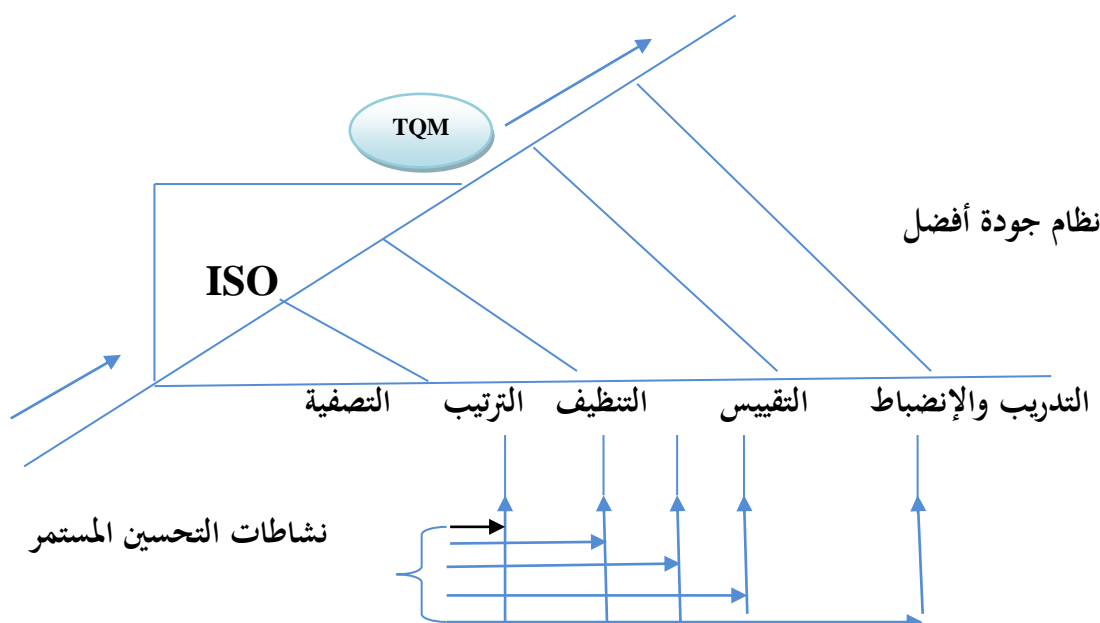 TQM
نظام جودة أفضل
ISO
التصفية
الترتيب
التنظيف
التقييس
التدريب والإنضباط
نشاطات التحسين المستمر